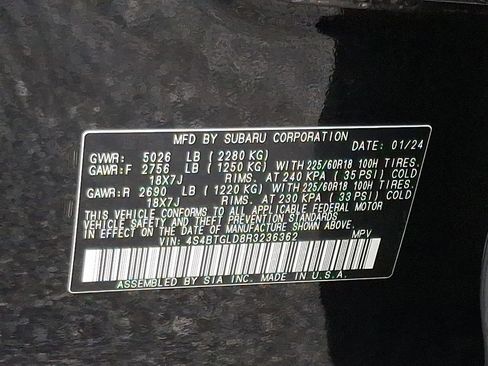 MFD BY SUBARU CORPORATION DATE: 01/24
GVWR: 5026 LB (2280 KG)
GAWR:F 2756 LB (1250 KG) WITH 225/60R18 100H TIRES.
18X7J RIMS. AT 240 KPA (35 PSI) COLD
GAWR:R 2690 LB (1220 KG) WITH 225/60R18 100H TIRES.
18X7J RIMS. AT 230 KPA (33 PSI) COLD
THIS VEHICLE CONFORMS TO ALL APPLICABLE FEDERAL MOTOR
VEHICLE SAFETY AND THEFT PREVENTION STANDARDS
IN EFFECT ON THE DATE OF MANUFACTURE SHOWN ABOVE.
VIN: 4S4BTGLD8R3236362 MPV
ASSEMBLED BY SIA INC. MADE IN U.S.A.